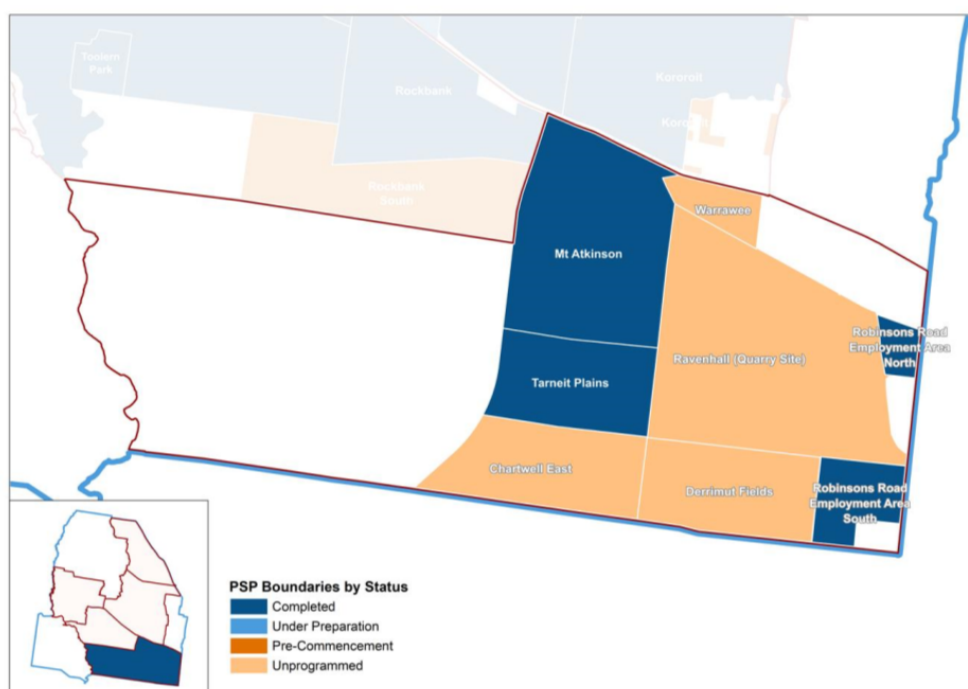 Toolern
Park
Rockbank
Kororoit
Kororoit
Rockbank
South
Warrawee
Mt Atkinson
Robinsons Road
Employment Area
North
Ravenhall (Quarry Site)
Tarneit Plains
Chartwell East
Derrimut Fields
Robinsons Road
Employment Area
South
PSP Boundaries by Status
Completed
Under Preparation
Pre-Commencement
Unprogrammed